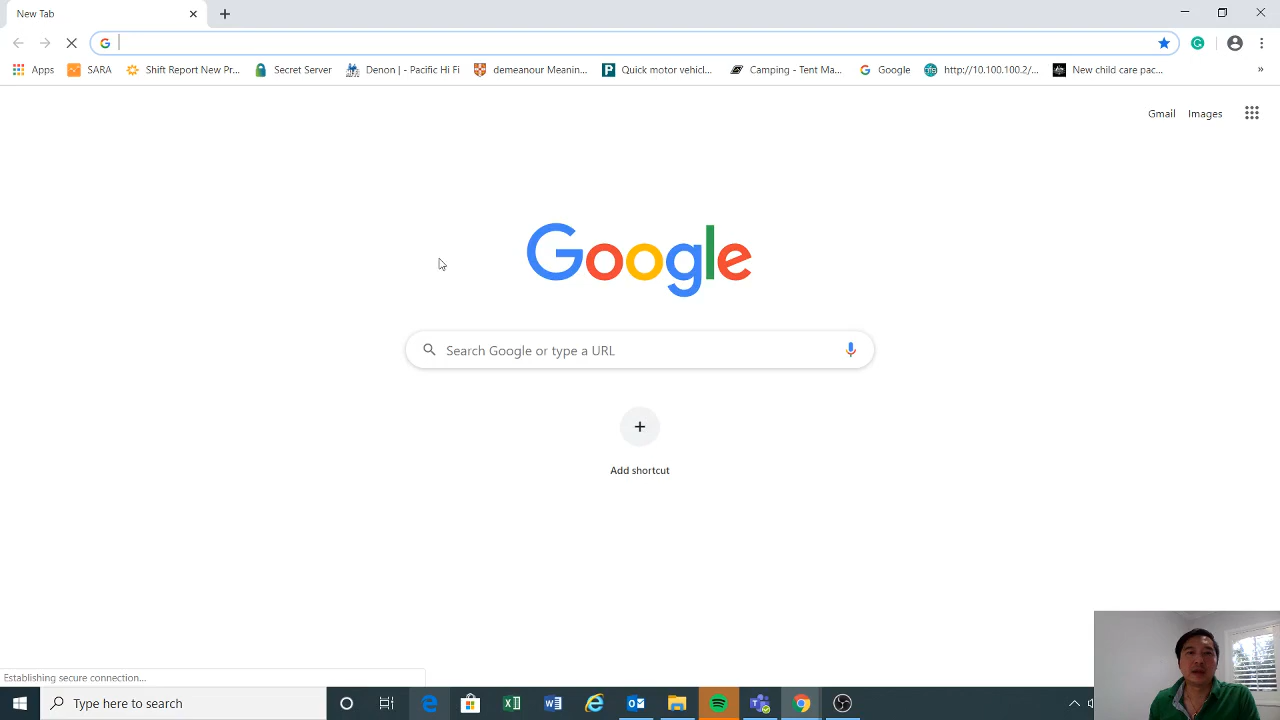 New Tab
Apps
SARA
Shift Report New Pr...
Secret Server
Denon | - Pacific Hi Fi
demeanour Meanin...
Quick motor vehicl...
Camping - Tent Ma...
Google
http://10.100.100.2/...
New child care pac...
»
Gmail
Images
Google
Search Google or type a URL
Add shortcut
Establishing secure connection...
Type here to search